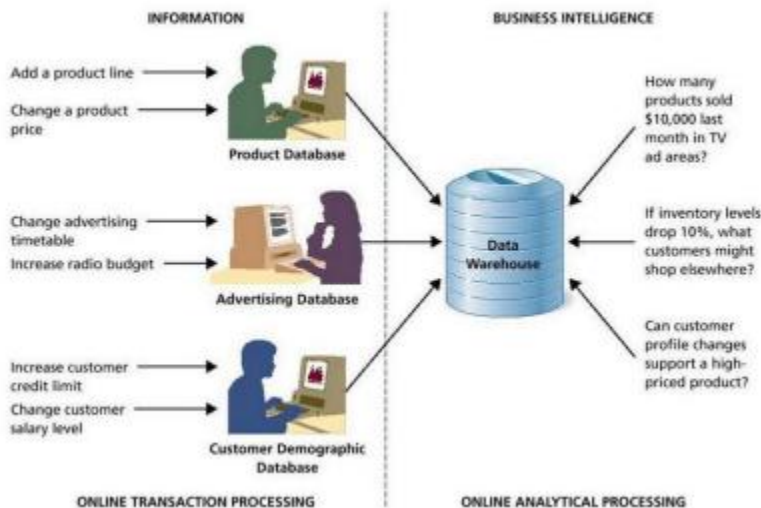 INFORMATION
BUSINESS INTELLIGENCE
Add a product line
Change a product
price
Product Database
How many
products sold
$10,000 last
month in TV
ad areas?
Change advertising
timetable
Increase radio budget
Advertising Database
Data
Warehouse
If inventory levels
drop 10%, what
customers might
shop elsewhere?
Increase customer
credit limit
Change customer
salary level
Customer Demographic
Database
Can customer
profile changes
support a high-
priced product?
ONLINE TRANSACTION PROCESSING
ONLINE ANALYTICAL PROCESSING